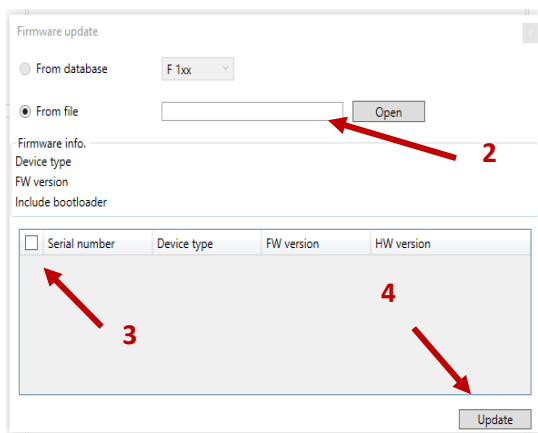 Firmware update
From database F 1xx
From file Open
2
Firmware info.
Device type
FW version
Include bootloader
Serial number Device type FW version HW version
4
3
Update